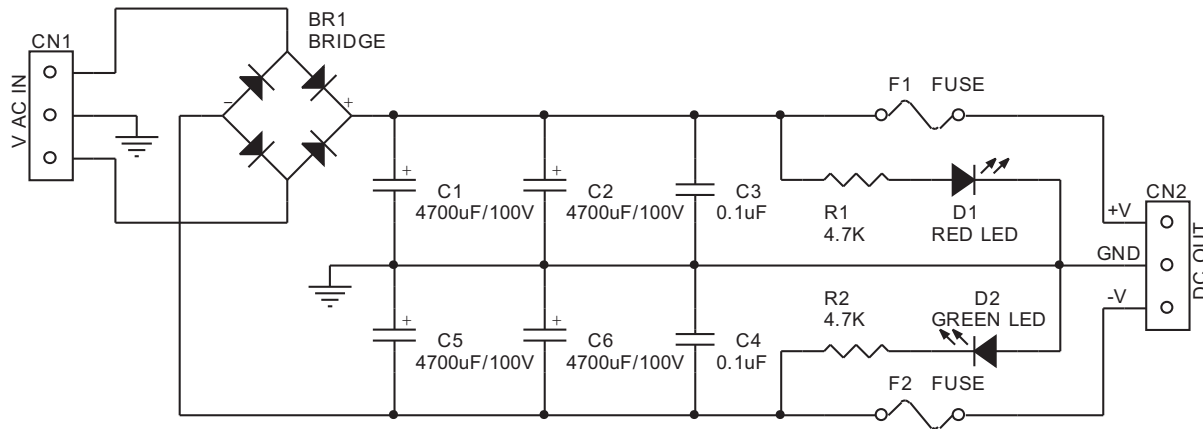 BR1
BRIDGE
CN1
V AC IN
–
+
F1 FUSE
+
C1
4700uF/100V
+
C2
4700uF/100V
C3
0.1uF
R1
4.7K
D1
RED LED
CN2
+V
GND
-V
DC OUT
+
C5
4700uF/100V
+
C6
4700uF/100V
C4
0.1uF
R2
4.7K
D2
GREEN LED
F2 FUSE